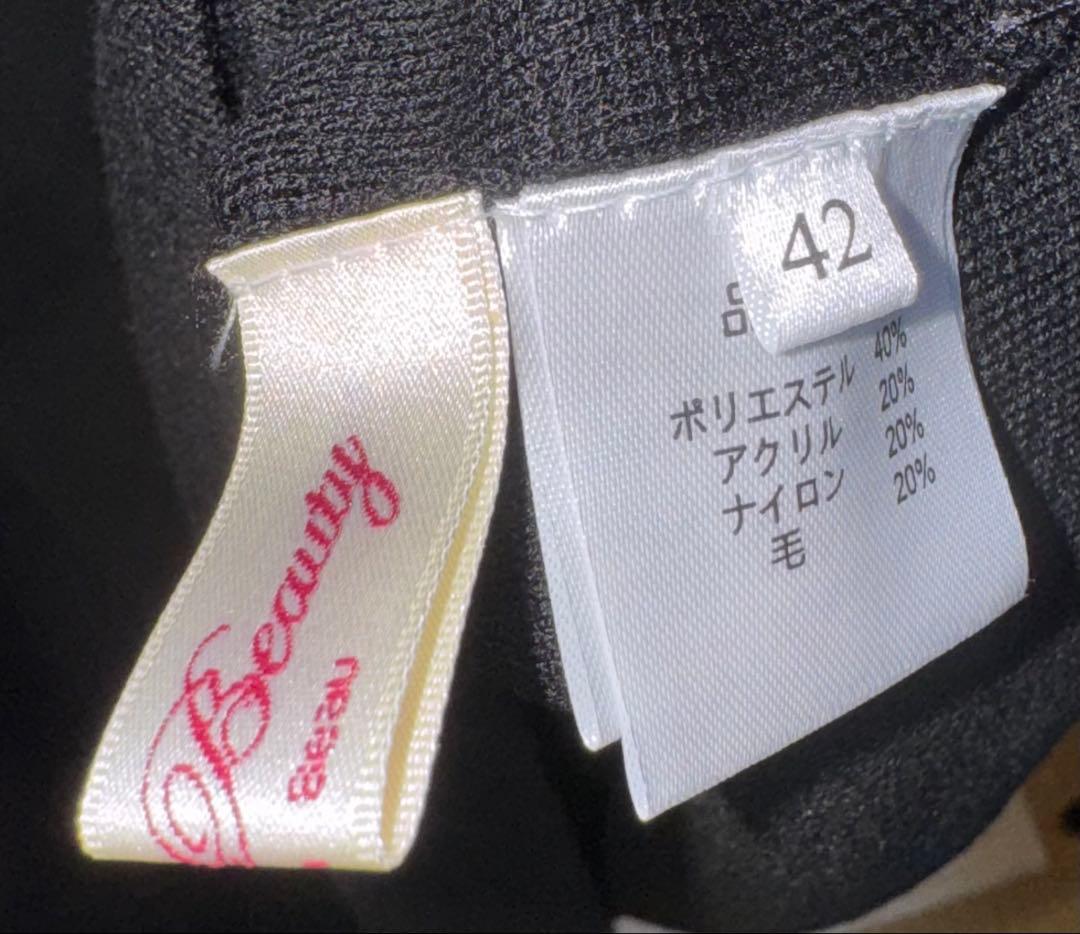 Beauty
42
品
ポリエステル 40%
アクリル 20%
ナイロン 20%
毛 20%